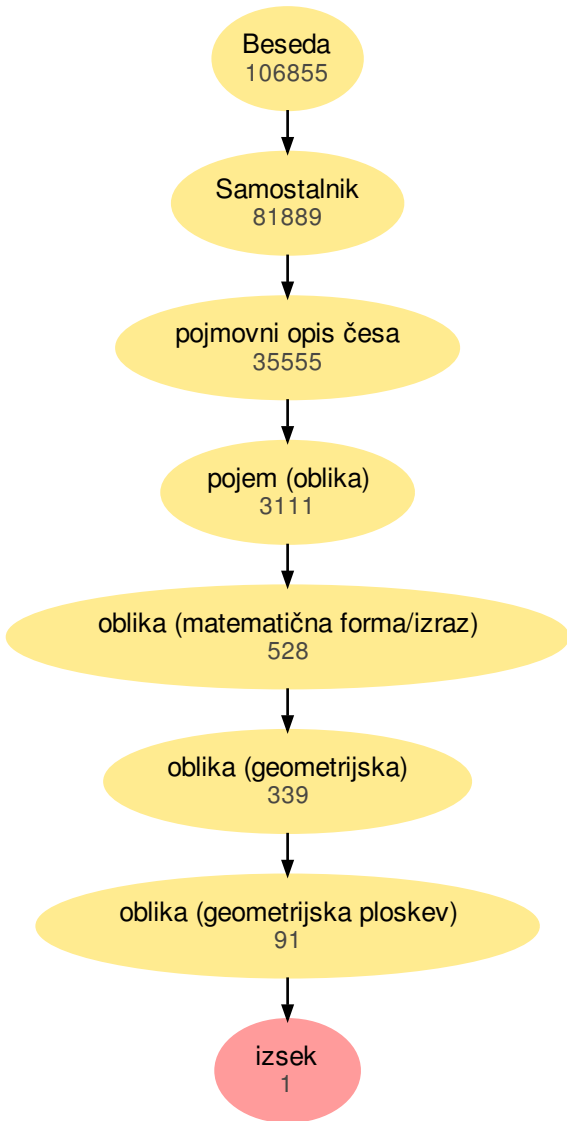 Beseda
106855
Samostalnik
81889
pojmovni opis česa
35555
pojem (oblika)
3111
oblika (matematična forma/izraz)
528
oblika (geometrijska)
339
oblika (geometrijska ploskev)
91
izsek
1